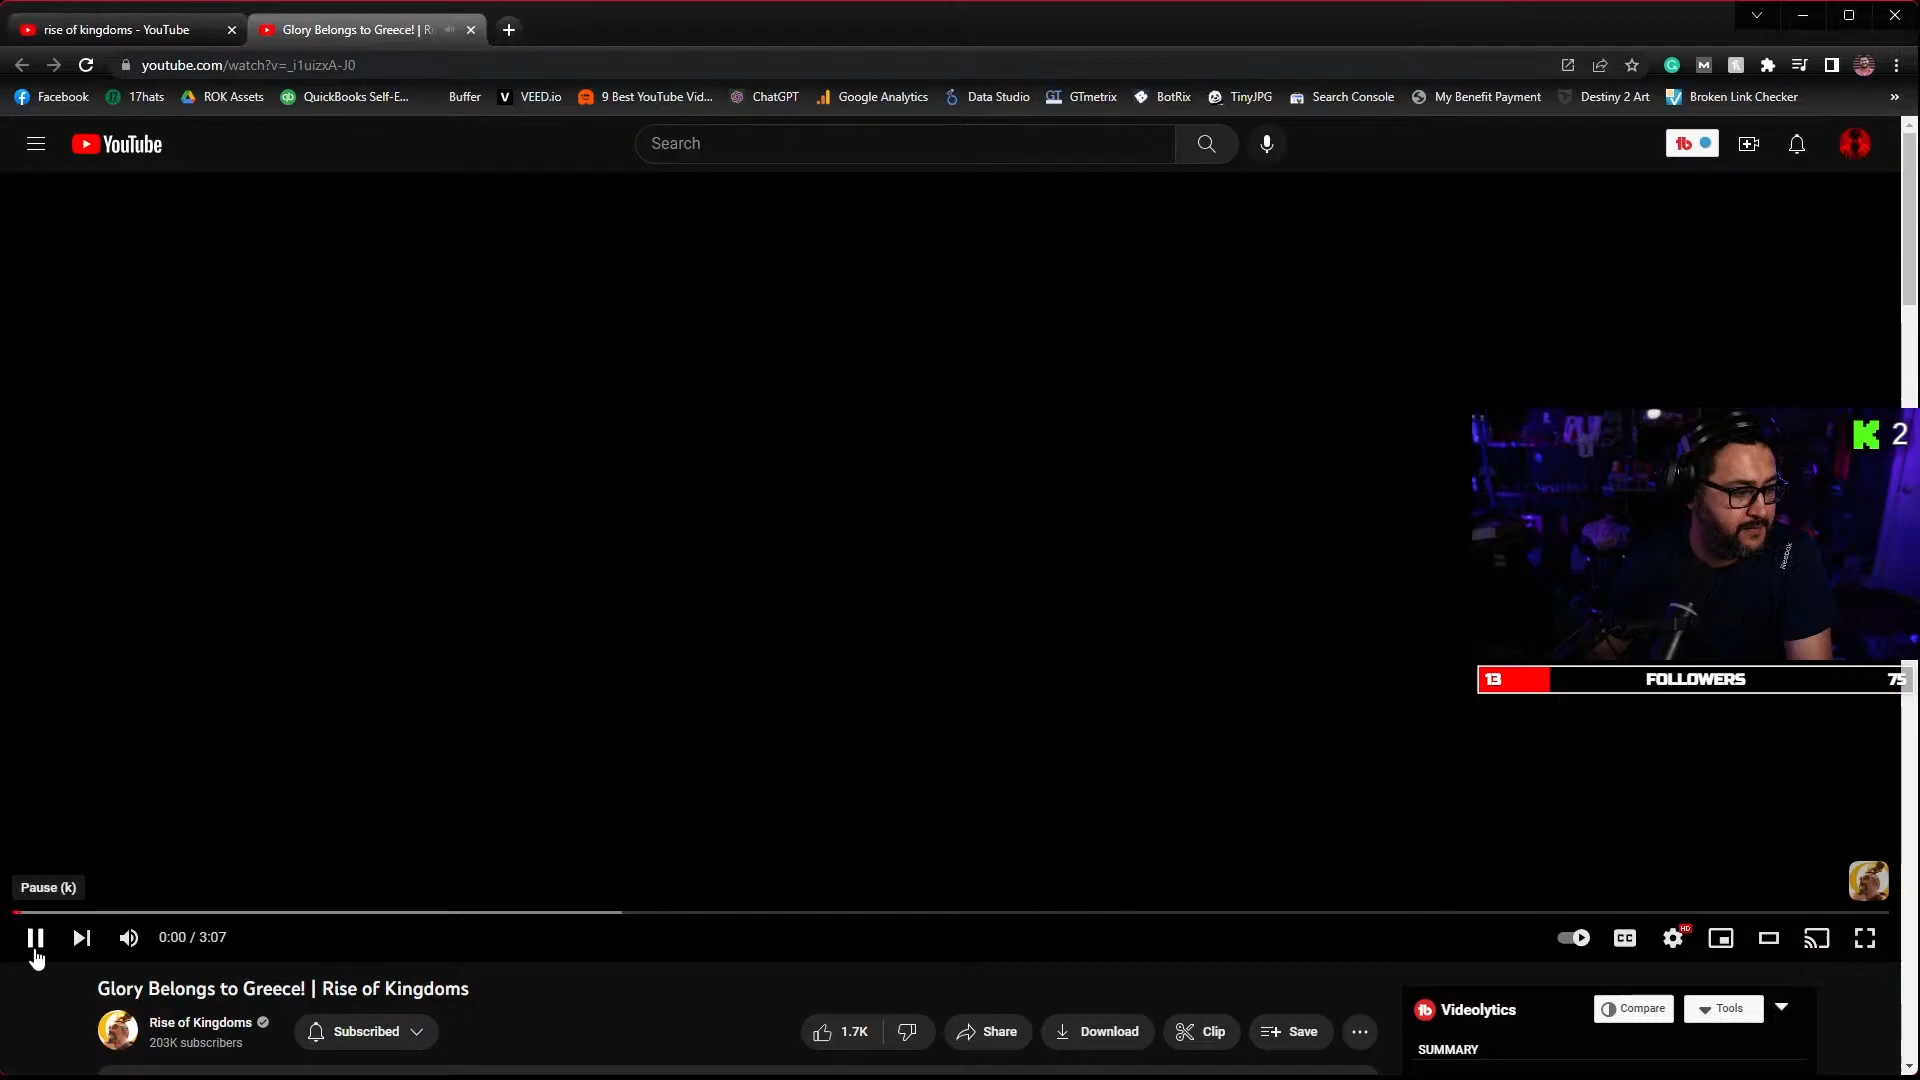 rise of kingdoms - YouTube
Glory Belongs to Greece! | R
youtube.com/watch?v=_i1uizxA-J0
Facebook
17hats
ROK Assets
QuickBooks Self-E...
Buffer
VEED.io
9 Best YouTube Vid...
ChatGPT
Google Analytics
Data Studio
GTmetrix
BotRix
TinyJPG
Search Console
My Benefit Payment
Destiny 2 Art
Broken Link Checker
YouTube
Search
K 2
Reebok
13 FOLLOWERS 75
Pause (k)
0:00 / 3:07
CC
HD
Glory Belongs to Greece! | Rise of Kingdoms
Rise of Kingdoms
203K subscribers
Subscribed
1.7K
Share
Download
Clip
Save
Videolytics
Compare
Tools
SUMMARY